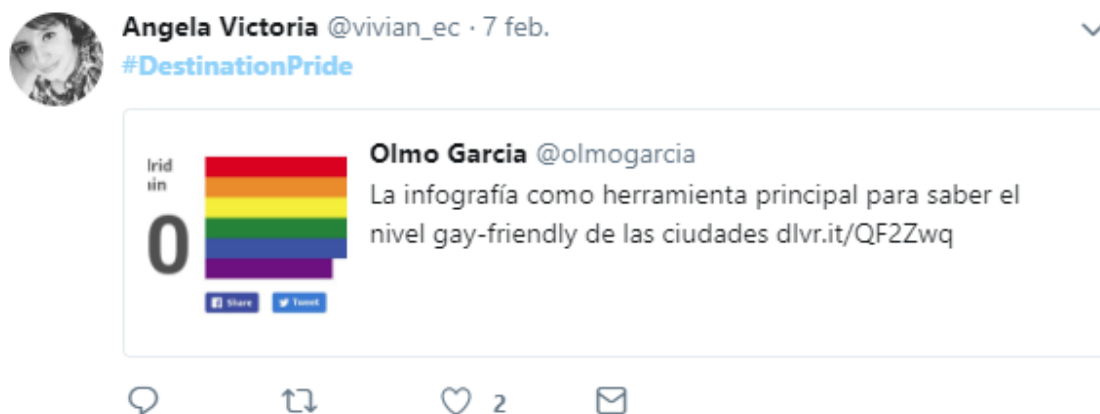 Angela Victoria @vivian_ec · 7 feb.
#DestinationPride
Olmo Garcia @olmogarcia
lrid
La infografía como herramienta principal para saber el
nivel gay-friendly de las ciudades dlvr.it/QF2Zwq
0
Share Tweet
2